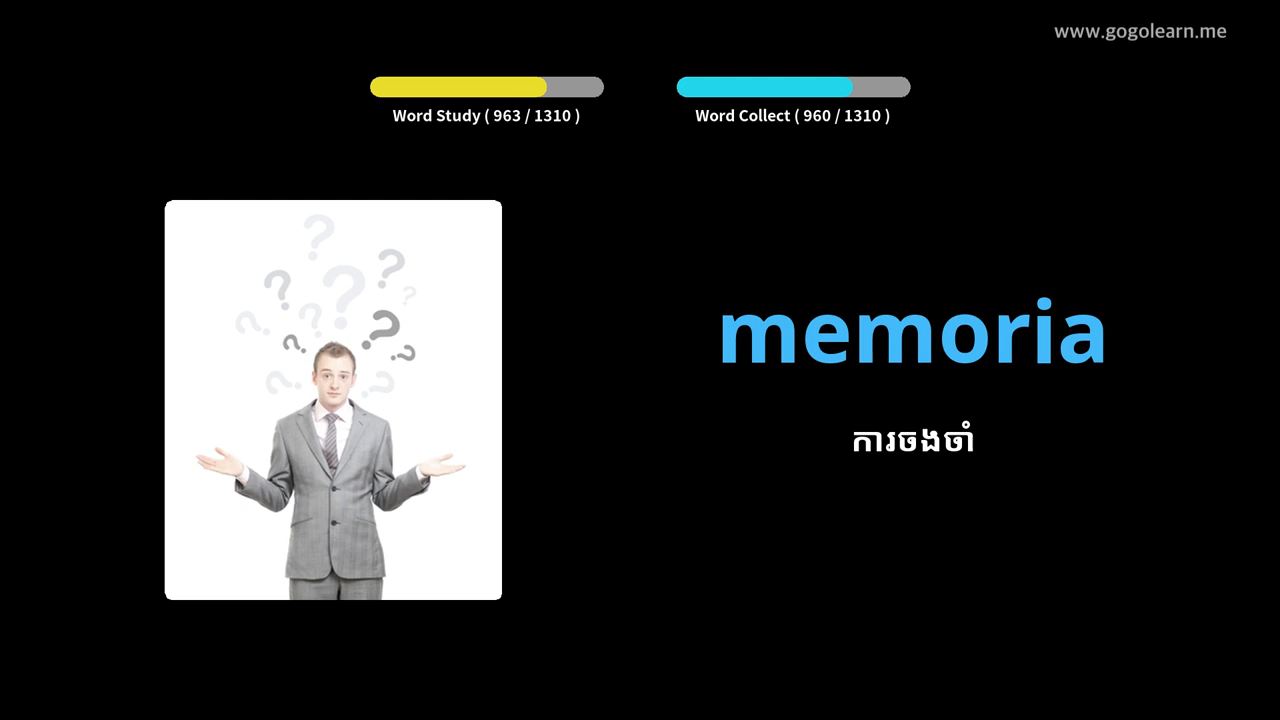 www.gogolearn.me
Word Study ( 963 / 1310 )
Word Collect ( 960 / 1310 )
memoria
ការចងចាំ